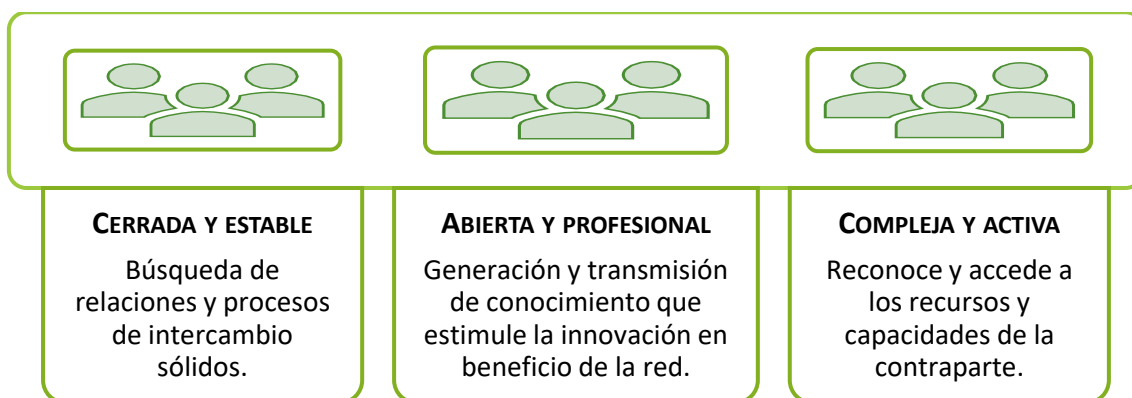 CERRADA Y ESTABLE
Búsqueda de
relaciones y procesos
de intercambio
sólidos.
ABIERTA Y PROFESIONAL
Generación y transmisión
de conocimiento que
estimule la innovación en
beneficio de la red.
COMPLEJA Y ACTIVA
Reconoce y accede a
los recursos y
capacidades de la
contraparte.